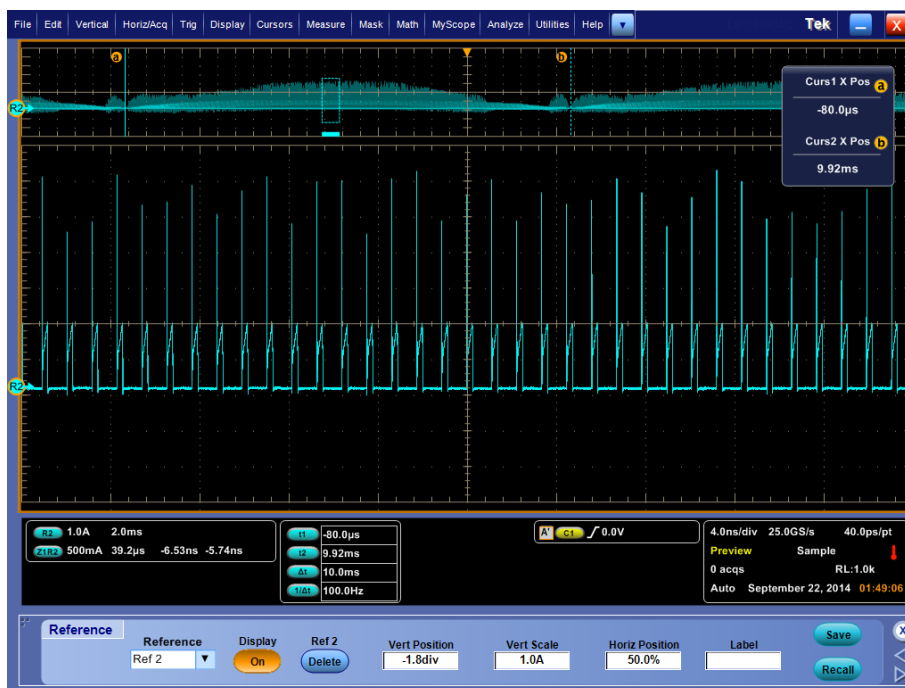 File Edit Vertical Horiz/Acq Trig Display Cursors Measure Mask Math MyScope Analyze Utilities Help Tek X
a b
Curs1 X Pos a
-80.0µs
Curs2 X Pos b
9.92ms
R2
R2
R2 1.0A 2.0ms
Z1R2 500mA 39.2µs -6.53ns -5.74ns
t1 -80.0µs
t2 9.92ms
Δt 10.0ms
1/Δt 100.0Hz
A' C1 0.0V
4.0ns/div 25.0GS/s 40.0ps/pt
Preview Sample
0 acqs RL:1.0k
Auto September 22, 2014 01:49:06
Reference
Reference Display Ref 2 Vert Position Vert Scale Horiz Position Label
Ref 2 On Delete -1.8div 1.0A 50.0%
Save
Recall
X